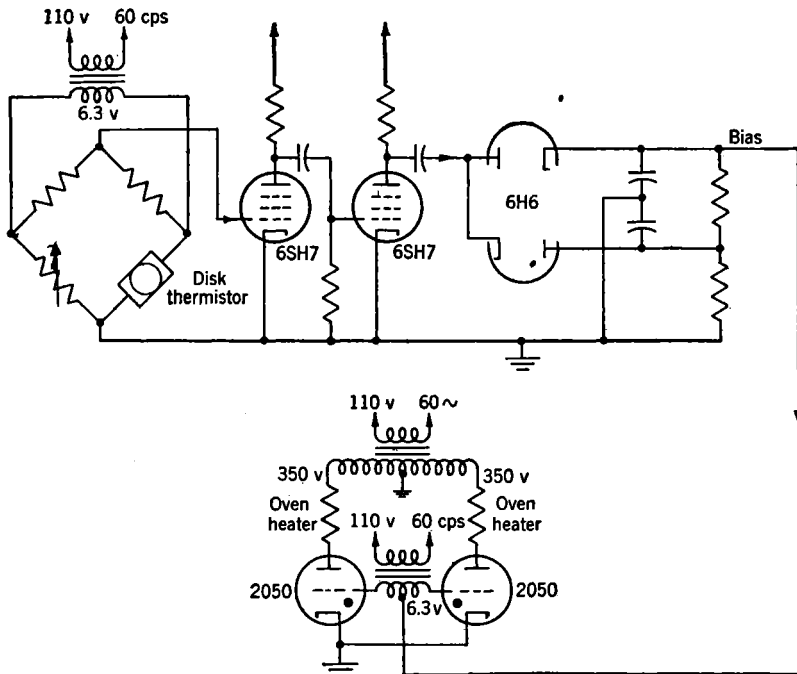 110 v 60 cps
6.3 v
Bias
6H6
6SH7 6SH7
Disk
thermistor
110 v 60 ~
350 v 350 v
Oven
heater
110 v 60 cps
Oven
heater
2050 2050
6.3 v